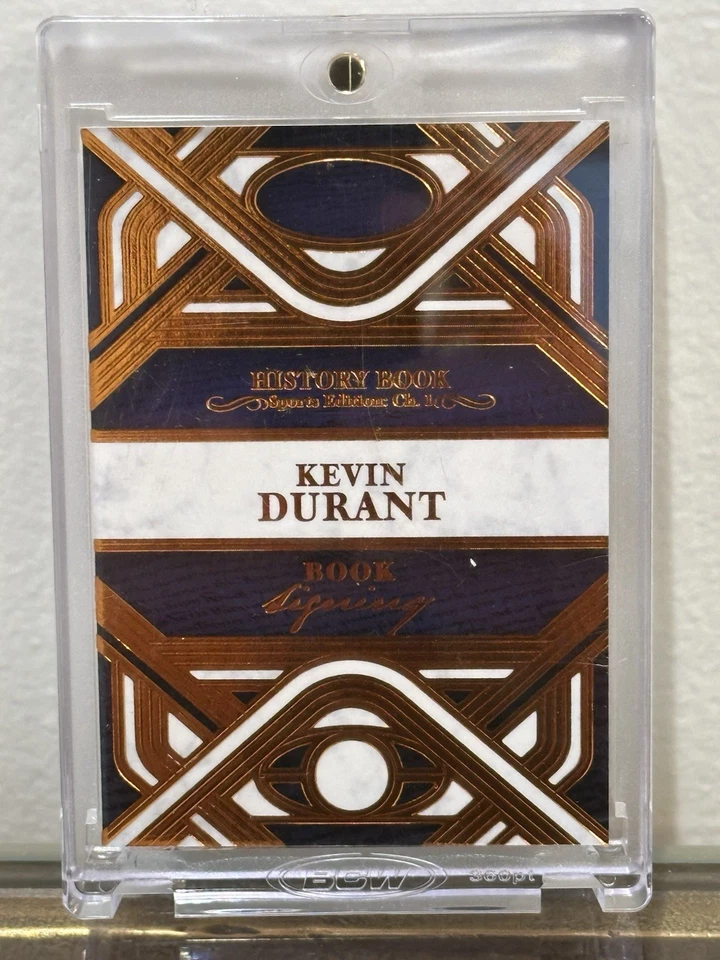 HISTORY BOOK
Sports Edition: Ch. 1
KEVIN
DURANT
BOOK
Signing
BCW
360pt